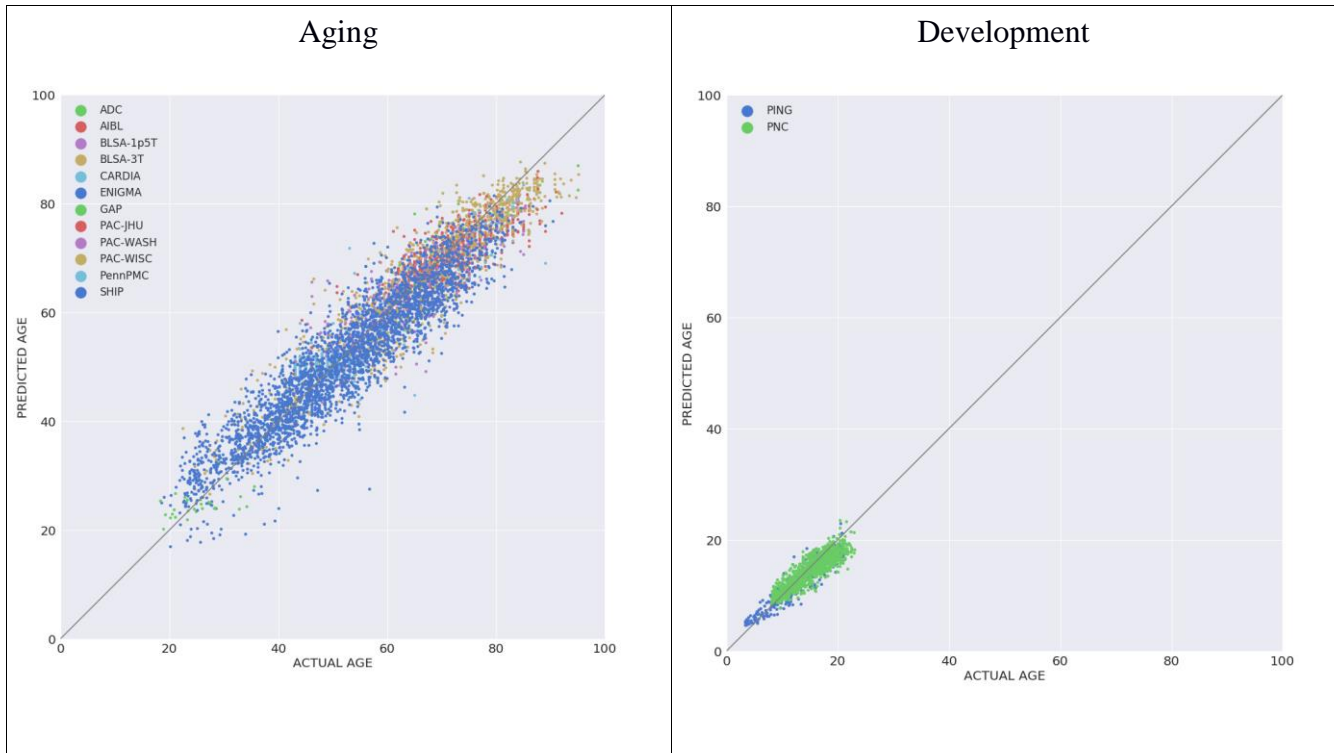 Aging
100
80
60
40
20
0
PREDICTED AGE
ADC
AIBL
BLSA-1p5T
BLSA-3T
CARDIA
ENIGMA
GAP
PAC-JHU
PAC-WASH
PAC-WISC
PennPMC
SHIP
0 20 40 60 80 100
ACTUAL AGE
Development
100
80
60
40
20
0
PREDICTED AGE
PING
PNC
0 20 40 60 80 100
ACTUAL AGE